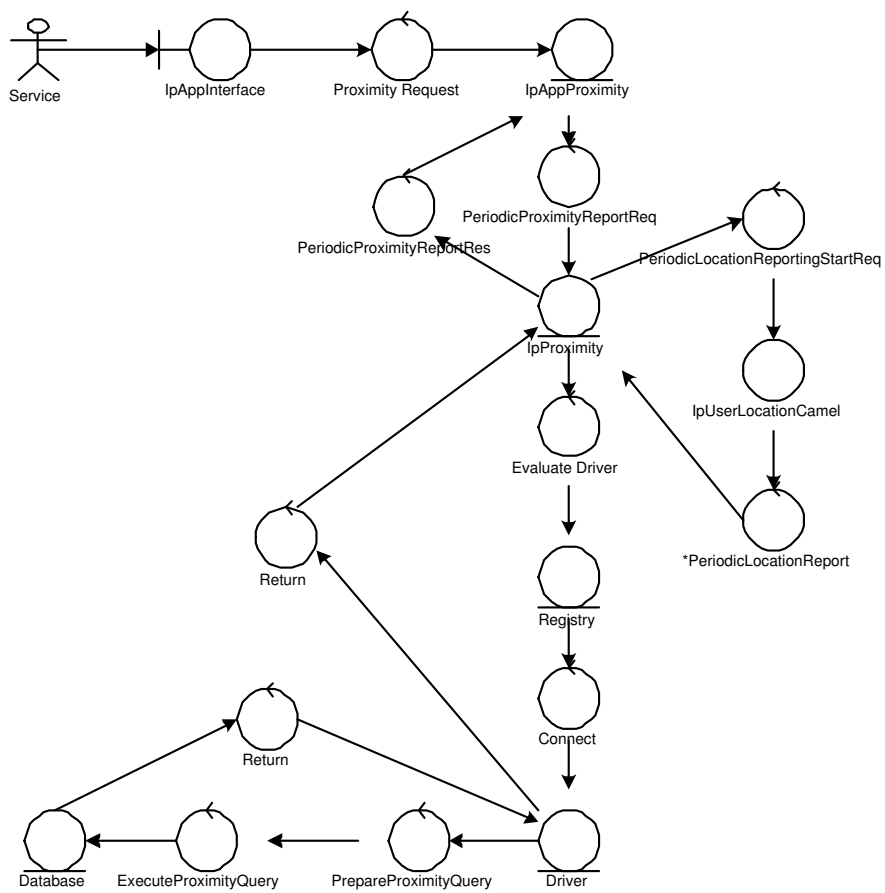 Service
IpAppInterface
Proximity Request
IpAppProximity
PeriodicProximityReportReq
PeriodicProximityReportRes
PeriodicLocationReportingStartReq
IpProximity
IpUserLocationCamel
Evaluate Driver
*PeriodicLocationReport
Return
Registry
Connect
Return
Database
ExecuteProximityQuery
PrepareProximityQuery
Driver